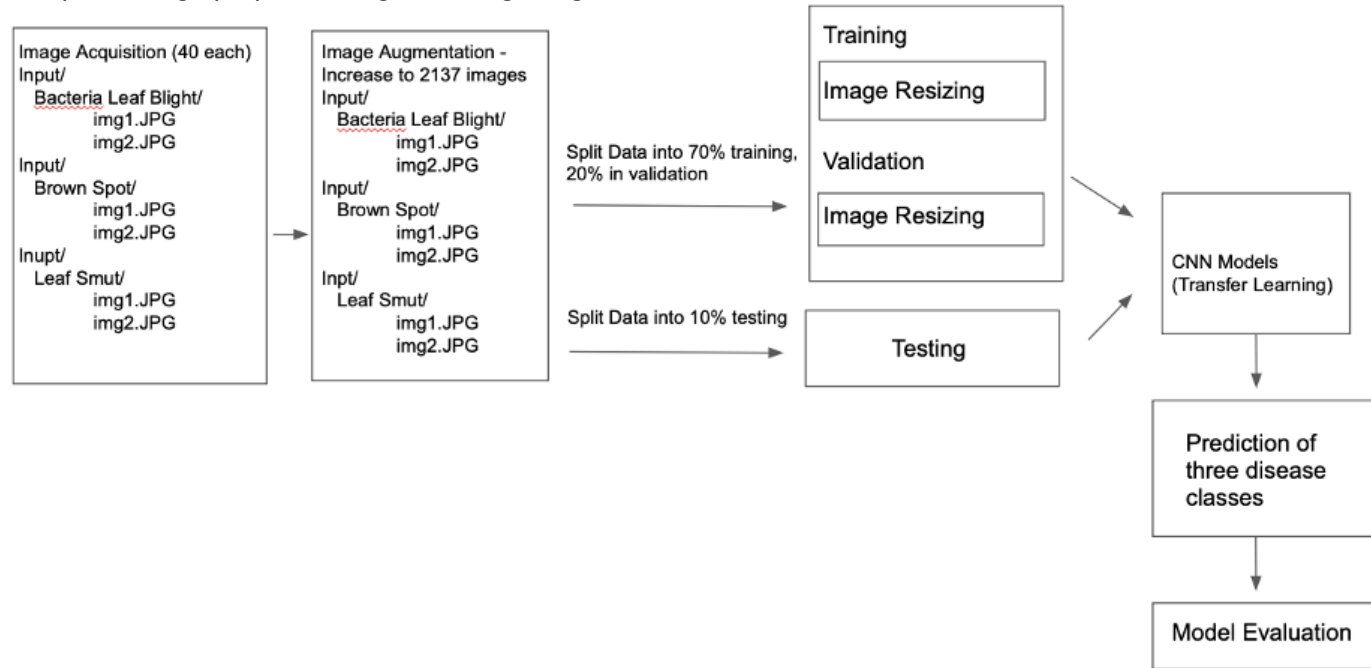 Image Acquisition (40 each)
Input/
Bacteria Leaf Blight/
img1.JPG
img2.JPG
Input/
Brown Spot/
img1.JPG
img2.JPG
Inupt/
Leaf Smut/
img1.JPG
img2.JPG
Image Augmentation -
Increase to 2137 images
Input/
Bacteria Leaf Blight/
img1.JPG
img2.JPG
Input/
Brown Spot/
img1.JPG
img2.JPG
Inpt/
Leaf Smut/
img1.JPG
img2.JPG
Split Data into 70% training,
20% in validation
Split Data into 10% testing
Training
Image Resizing
Validation
Image Resizing
Testing
CNN Models
(Transfer Learning)
Prediction of
three disease
classes
Model Evaluation